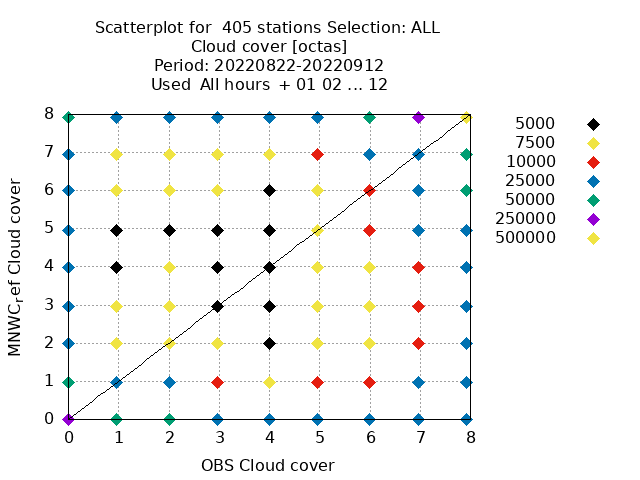 Scatterplot for  405 stations Selection: ALL
Cloud cover [octas]
Period: 20220822-20220912
Used  All hours  + 01 02 ... 12
8
7
6
5
4
3
2
1
0
0 1 2 3 4 5 6 7 8
MNWC_ref Cloud cover
OBS Cloud cover
5000
7500
10000
25000
50000
250000
500000